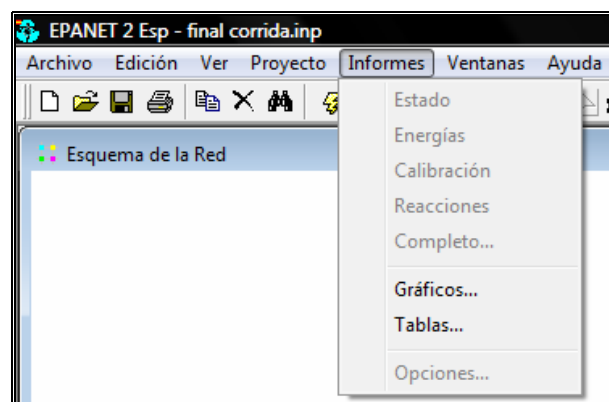 EPANET 2 Esp - final corrida.inp
Archivo Edición Ver Proyecto Informes Ventanas Ayuda
Estado
Energías
Esquema de la Red
Calibración
Reacciones
Completo...
Gráficos...
Tablas...
Opciones...